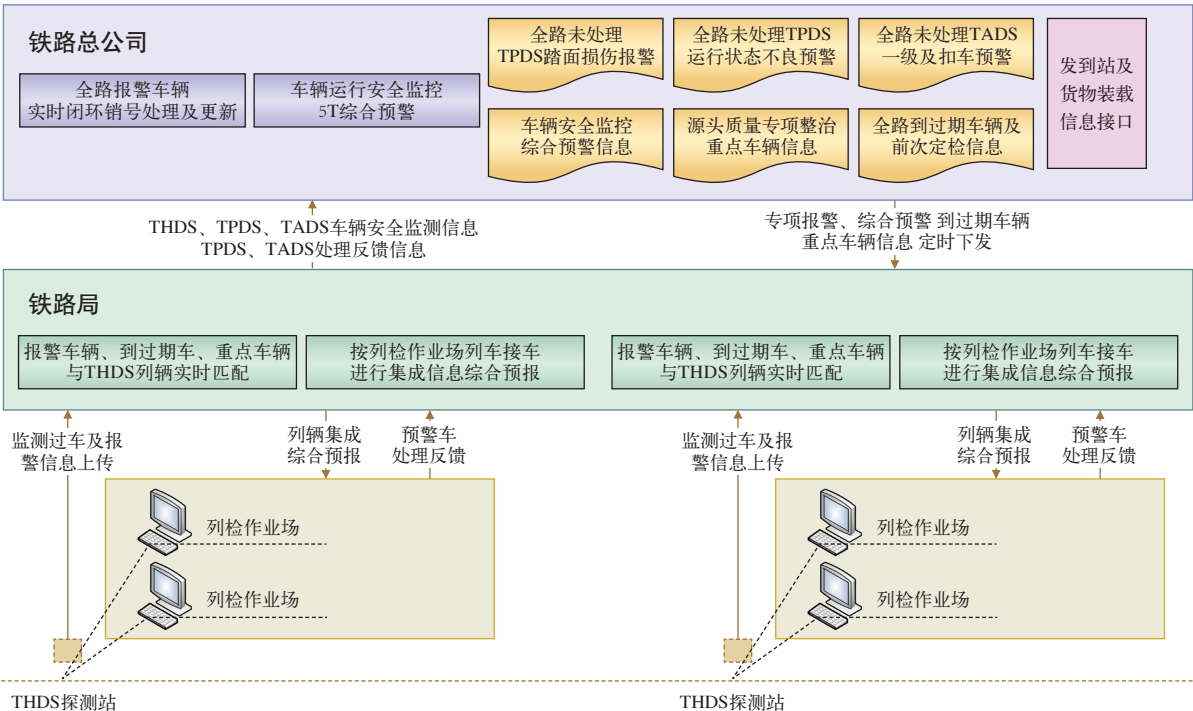 铁路总公司
全路报警车辆
实时闭环销号处理及更新
车辆运行安全监控
5T综合预警
全路未处理
TPDS踏面损伤报警
全路未处理TPDS
运行状态不良预警
全路未处理TADS
一级及扣车预警
车辆安全监控
综合预警信息
源头质量专项整治
重点车辆信息
全路到过期车辆及
前次定检信息
发到站及
货物装载
信息接口
THDS、TPDS、TADS车辆安全监测信息
TPDS、TADS处理反馈信息
专项报警、综合预警 到过期车辆
重点车辆信息 定时下发
铁路局
报警车辆、到过期车、重点车辆
与THDS列辆实时匹配
按列检作业场列车接车
进行集成信息综合预报
报警车辆、到过期车、重点车辆
与THDS列辆实时匹配
按列检作业场列车接车
进行集成信息综合预报
监测过车及报
警信息上传
列辆集成
综合预报
预警车
处理反馈
监测过车及报
警信息上传
列辆集成
综合预报
预警车
处理反馈
列检作业场
列检作业场
列检作业场
列检作业场
THDS探测站
THDS探测站